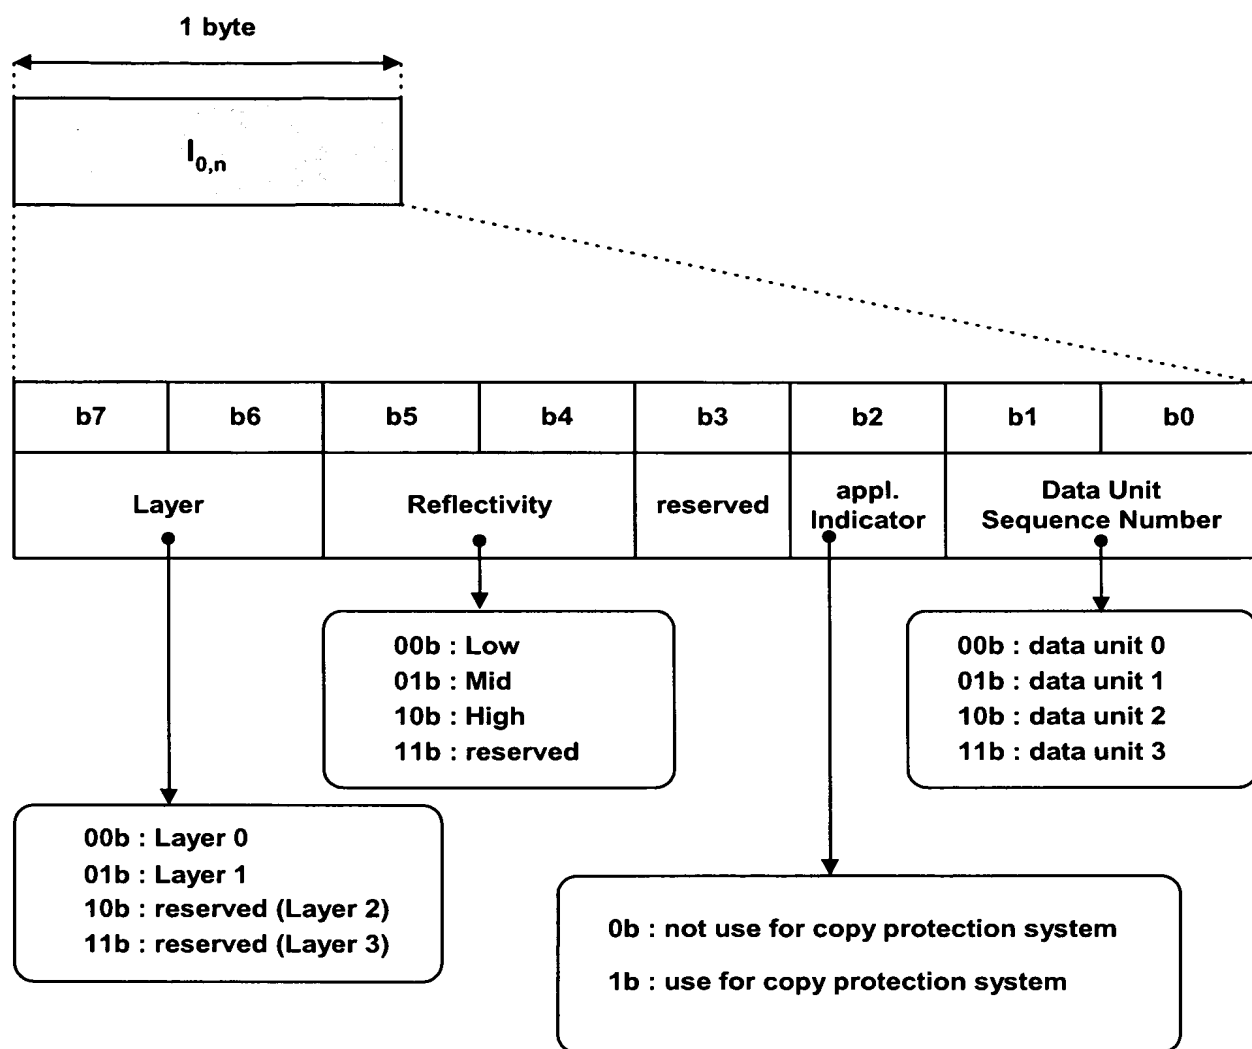 1 byte
I0,n
b7 b6 b5 b4 b3 b2 b1 b0
Layer
Reflectivity
reserved
appl.
Indicator
Data Unit
Sequence Number
00b : Low
01b : Mid
10b : High
11b : reserved
00b : data unit 0
01b : data unit 1
10b : data unit 2
11b : data unit 3
00b : Layer 0
01b : Layer 1
10b : reserved (Layer 2)
11b : reserved (Layer 3)
0b : not use for copy protection system
1b : use for copy protection system